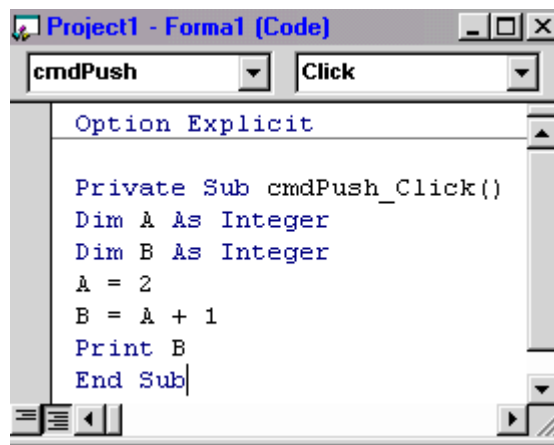 Project1 - Forma1 (Code)
cmdPush Click
Option Explicit
Private Sub cmdPush_Click()
Dim A As Integer
Dim B As Integer
A = 2
B = A + 1
Print B
End Sub